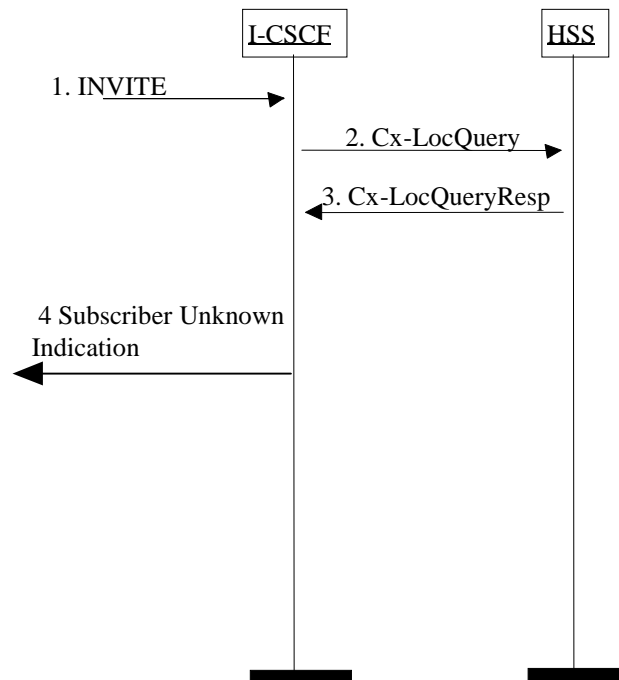 I-CSCF
HSS
1. INVITE
2. Cx-LocQuery
3. Cx-LocQueryResp
4 Subscriber Unknown
Indication